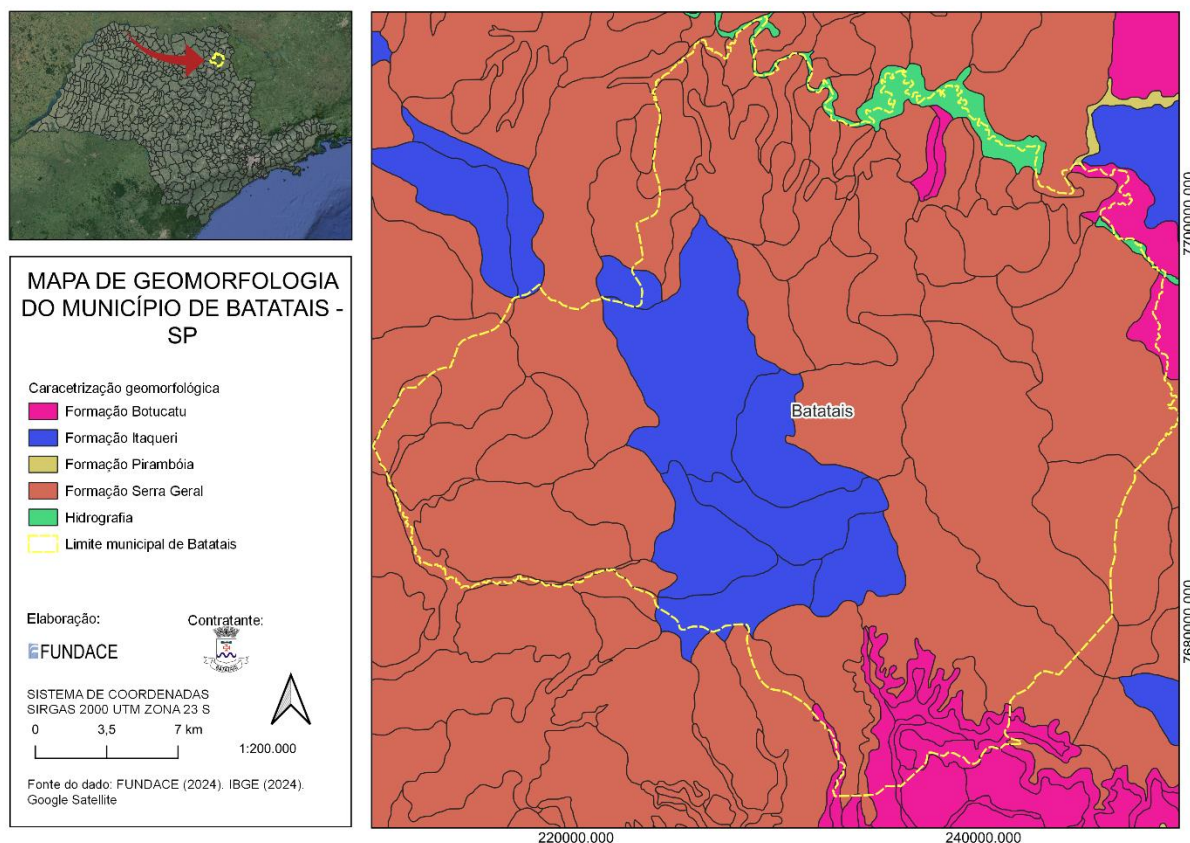 MAPA DE GEOMORFOLOGIA
DO MUNICÍPIO DE BATATAIS -
SP
Caracetrização geomorfológica
Formação Botucatu
Formação Itaqueri
Formação Pirambóia
Formação Serra Geral
Hidrografia
Limite municipal de Batatais
Elaboração:
Contratante:
FUNDACE
BATATAIS
SISTEMA DE COORDENADAS
SIRGAS 2000 UTM ZONA 23 S
0 3,5 7 km
1:200.000
Fonte do dado: FUNDACE (2024). IBGE (2024).
Google Satellite
Batatais
7700000.000
7689000.000
220000.000
240000.000